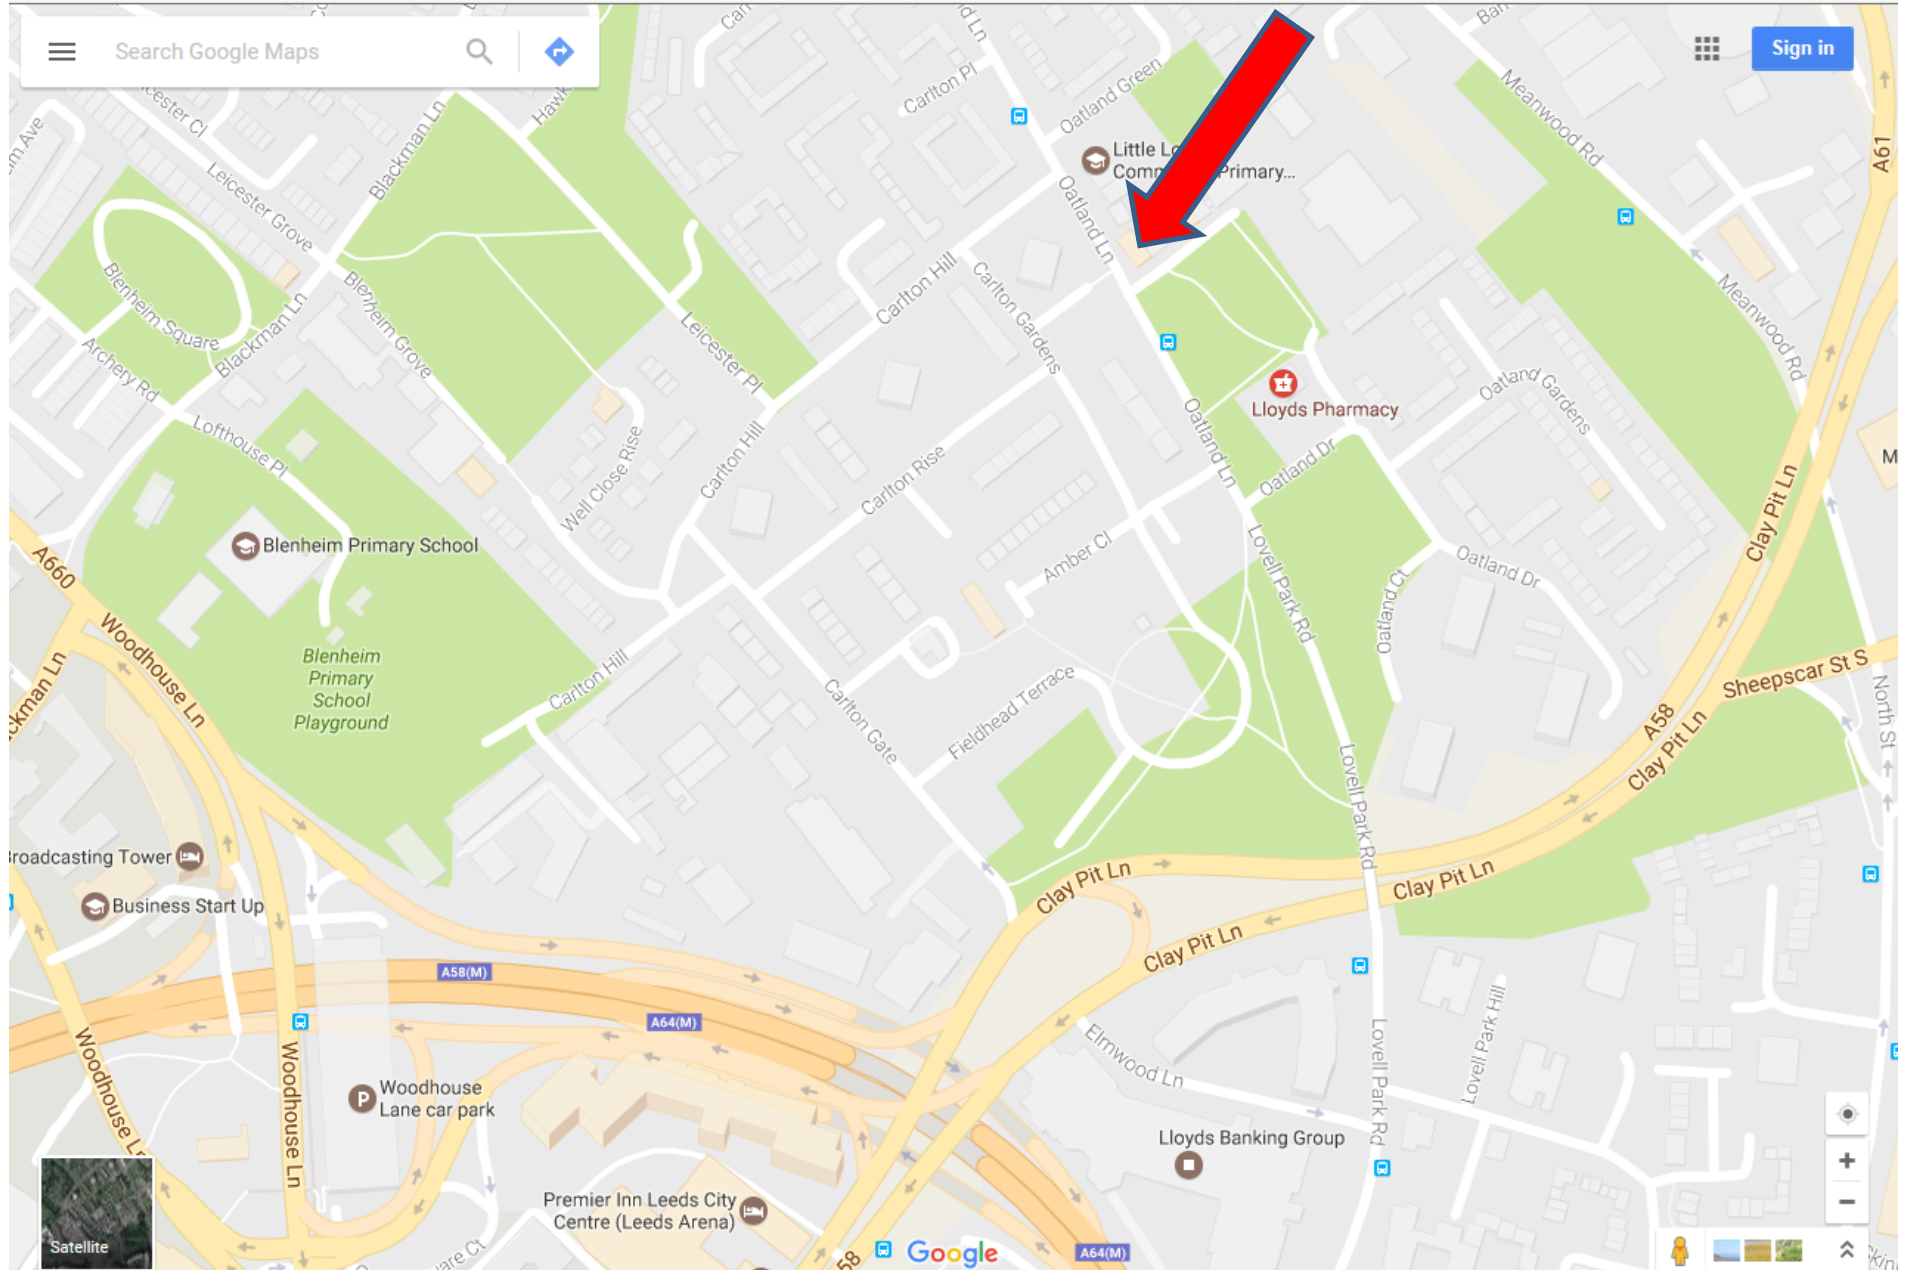 Search Google Maps
Sign in
Carlton Pl
Oatland Green
Meanwood Rd
A61
Blackman Ln
Leicester Grove
Little
Primary...
Oatland Ln
Blenheim Square
Blackman Ln
Blenheim Grove
Carlton Hill
Carlton Gardens
Meanwood Rd
Archery Rd
Leicester Pl
Lloyds Pharmacy
Oatland Gardens
Lofthouse Pl
Well Close Rise
Carlton Hill
Carlton Rise
Oatland Ln
Oatland Dr
Clay Pit Ln
M
Blenheim Primary School
A660
Amber Cl
Lovell Park Rd
Oatland Dr
Oatland Ct
Woodhouse Ln
Blenheim
Primary
School
Playground
Carlton Hill
Carlton Gate
Fieldhead Terrace
Sheepscar St S
North St
A58
Clay Pit Ln
Lovell Park Rd
Broadcasting Tower
Business Start Up
Clay Pit Ln
Clay Pit Ln
Clay Pit Ln
A58(M)
A64(M)
Elmwood Ln
Lovell Park Rd
Lovell Park Hill
Woodhouse Ln
Woodhouse Ln
P
Woodhouse
Lane car park
Lloyds Banking Group
Premier Inn Leeds City
Centre (Leeds Arena)
Satellite
Google
A64(M)
58